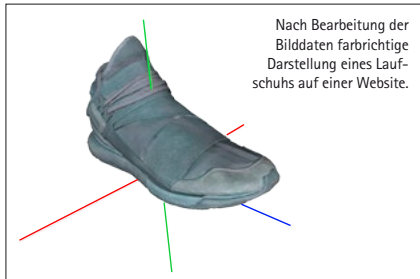 Nach Bearbeitung der
Bilddaten farbrichtige
Darstellung eines Lauf-
schuhs auf einer Website.